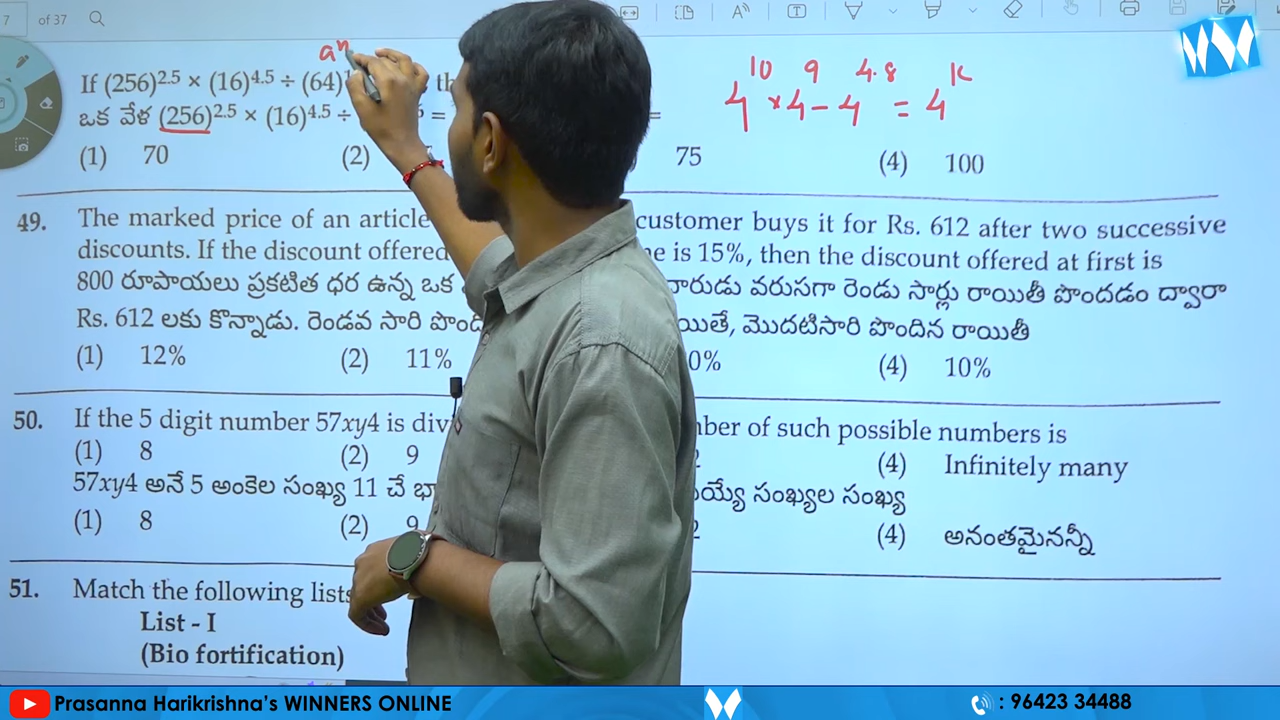 7 of 37
aⁿ
If (256)2.5 × (16)4.5 ÷ (64)
10 9 4.8 k
4 × 4 – 4 = 4
ఒక వేళ (256)2.5 × (16)4.5 ÷ =
(1) 70 (2) 75 (4) 100
49. The marked price of an article customer buys it for Rs. 612 after two successive
discounts. If the discount offered is 15%, then the discount offered at first is
800 రూపాయలు ప్రకటిత ధర ఉన్న ఒక వరుసగా రెండు సార్లు రాయితీ పొందడం ద్వారా
Rs. 612 లకు కొన్నాడు. రెండవ సారి మొదటిసారి పొందిన రాయితీ
(1) 12% (2) 11% 0% (4) 10%
50. If the 5 digit number 57xy4 is of such possible numbers is
(1) 8 (2) 9 (4) Infinitely many
57xy4 అనే 5 అంకెల సంఖ్య 11 చే సంఖ్యల సంఖ్య
(1) 8 (2) 9 (4) అనంతమైనన్నీ
51. Match the following lists
List - I
(Bio fortification)
Prasanna Harikrishna's WINNERS ONLINE
: 96423 34488